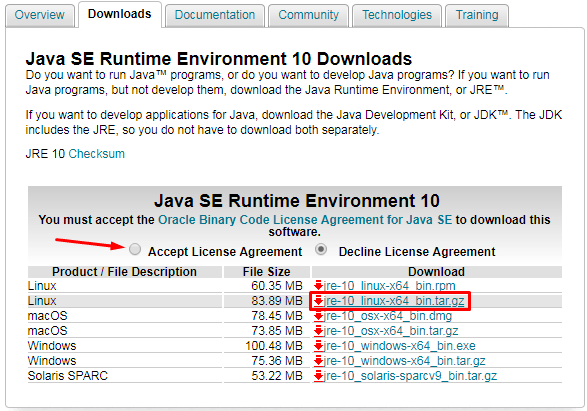 Overview Downloads Documentation Community Technologies Training
Java SE Runtime Environment 10 Downloads
Do you want to run Java™ programs, or do you want to develop Java programs? If you want to run
Java programs, but not develop them, download the Java Runtime Environment, or JRE™.
If you want to develop applications for Java, download the Java Development Kit, or JDK™. The JDK
includes the JRE, so you do not have to download both separately.
JRE 10 Checksum
Java SE Runtime Environment 10
You must accept the Oracle Binary Code License Agreement for Java SE to download this
software.
Accept License Agreement Decline License Agreement
Product / File Description File Size Download
Linux 60.35 MB jre-10_linux-x64_bin.rpm
Linux 83.89 MB jre-10_linux-x64_bin.tar.gz
macOS 78.45 MB jre-10_osx-x64_bin.dmg
macOS 73.85 MB jre-10_osx-x64_bin.tar.gz
Windows 100.48 MB jre-10_windows-x64_bin.exe
Windows 75.36 MB jre-10_windows-x64_bin.tar.gz
Solaris SPARC 53.22 MB jre-10_solaris-sparcv9_bin.tar.gz